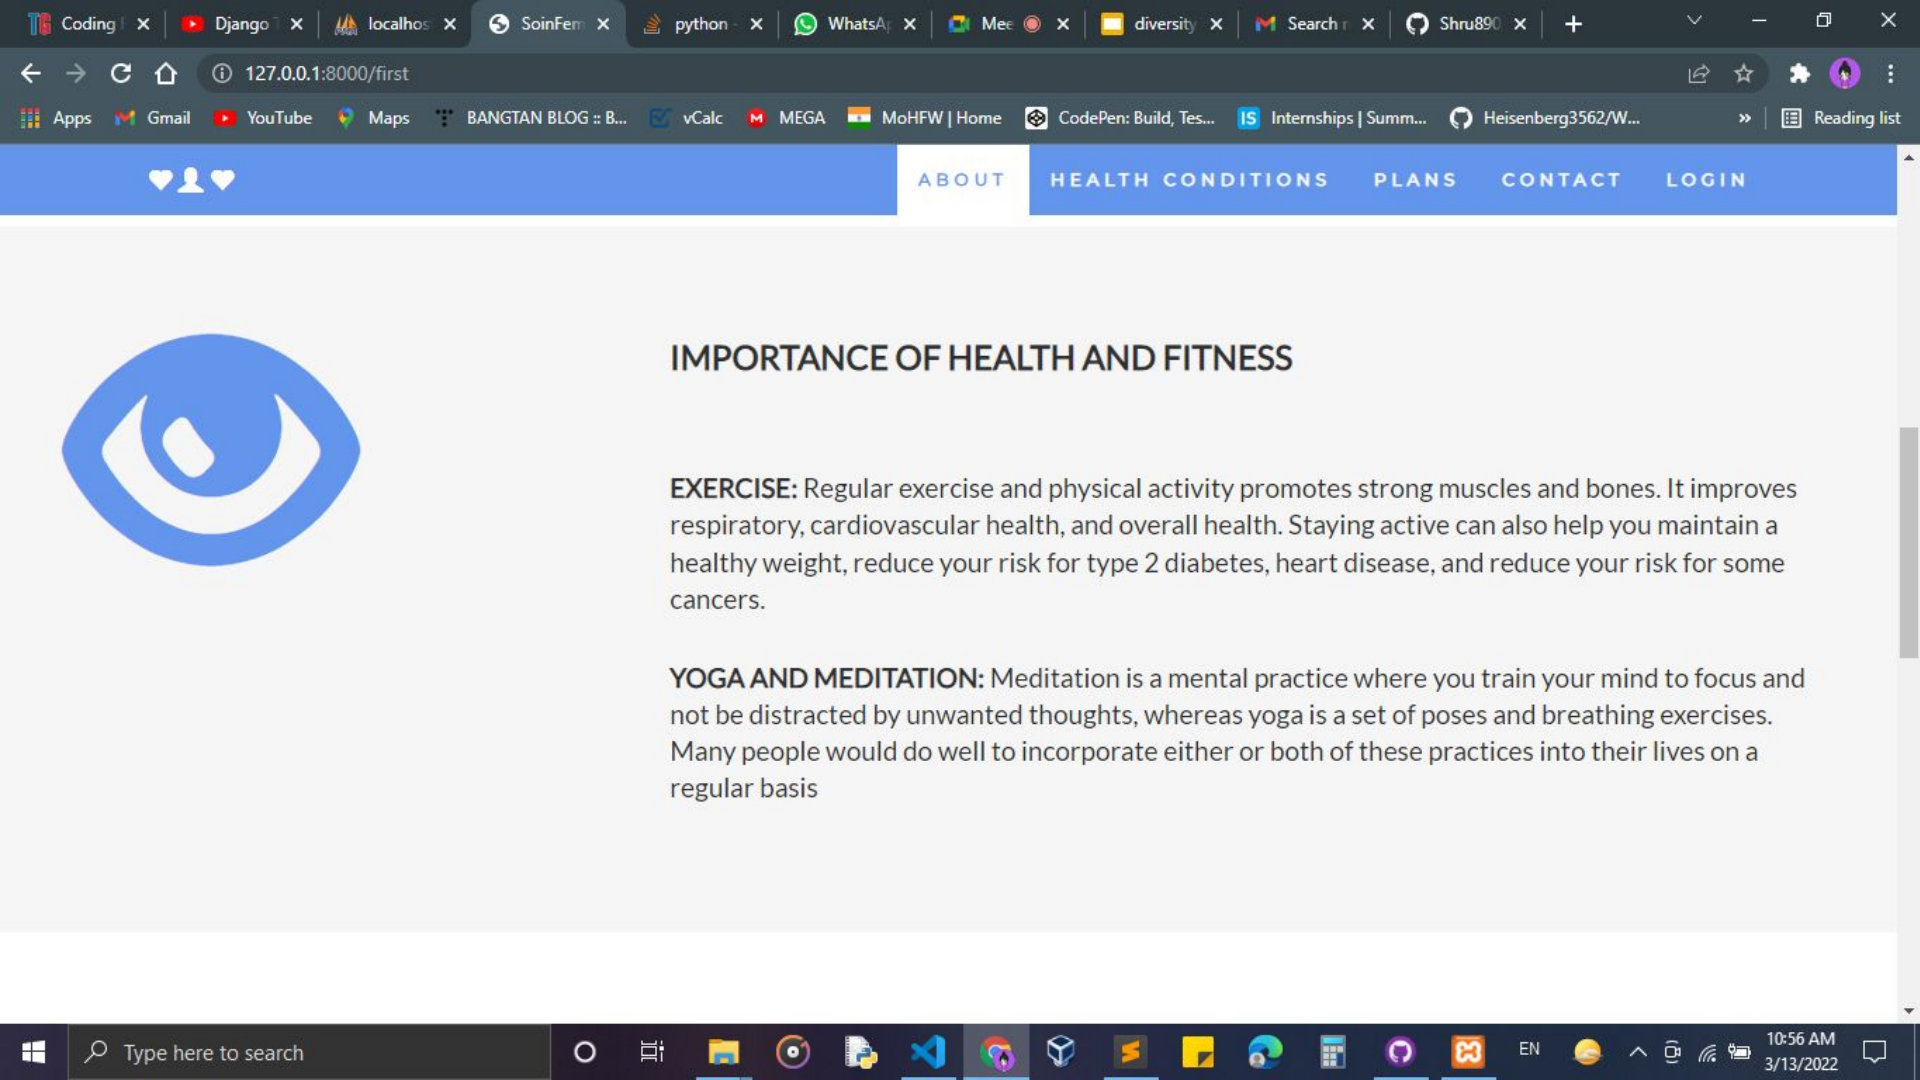 Coding
Django
localhos
SoinFem
python -
WhatsA
Mee
diversity
Search
Shru890
127.0.0.1:8000/first
Apps
Gmail
YouTube
Maps
BANGTAN BLOG :: B...
vCalc
MEGA
MoHFW | Home
CodePen: Build, Tes...
Internships | Summ...
Heisenberg3562/W...
»
Reading list
ABOUT
HEALTH CONDITIONS
PLANS
CONTACT
LOGIN
IMPORTANCE OF HEALTH AND FITNESS
EXERCISE: Regular exercise and physical activity promotes strong muscles and bones. It improves
respiratory, cardiovascular health, and overall health. Staying active can also help you maintain a
healthy weight, reduce your risk for type 2 diabetes, heart disease, and reduce your risk for some
cancers.
YOGA AND MEDITATION: Meditation is a mental practice where you train your mind to focus and
not be distracted by unwanted thoughts, whereas yoga is a set of poses and breathing exercises.
Many people would do well to incorporate either or both of these practices into their lives on a
regular basis
Type here to search
EN
10:56 AM
3/13/2022